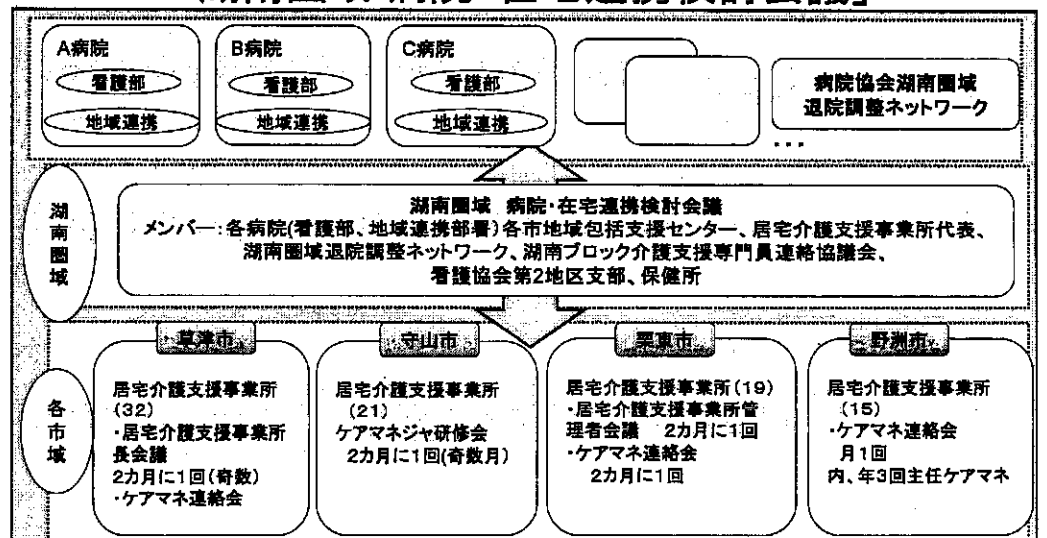 A病院
看護部
地域連携
B病院
看護部
地域連携
C病院
看護部
地域連携
病院協会湖南圏域
退院調整ネットワーク
・・・
湖南圏域
湖南圏域 病院・在宅連携検討会議
メンバー:各病院(看護部、地域連携部署)各市地域包括支援センター、居宅介護支援事業所代表、
湖南圏域退院調整ネットワーク、湖南ブロック介護支援専門員連絡協議会、
看護協会第2地区支部、保健所
各市域
草津市
居宅介護支援事業所
(32)
・居宅介護支援事業所
長会議
2カ月に1回(奇数)
・ケアマネ連絡会
守山市
居宅介護支援事業所
(21)
ケアマネジャ研修会
2カ月に1回(奇数月)
栗東市
居宅介護支援事業所(19)
・居宅介護支援事業所管
理者会議 2カ月に1回
・ケアマネ連絡会
2カ月に1回
野洲市
居宅介護支援事業所
(15)
・ケアマネ連絡会
月1回
内、年3回主任ケアマネ